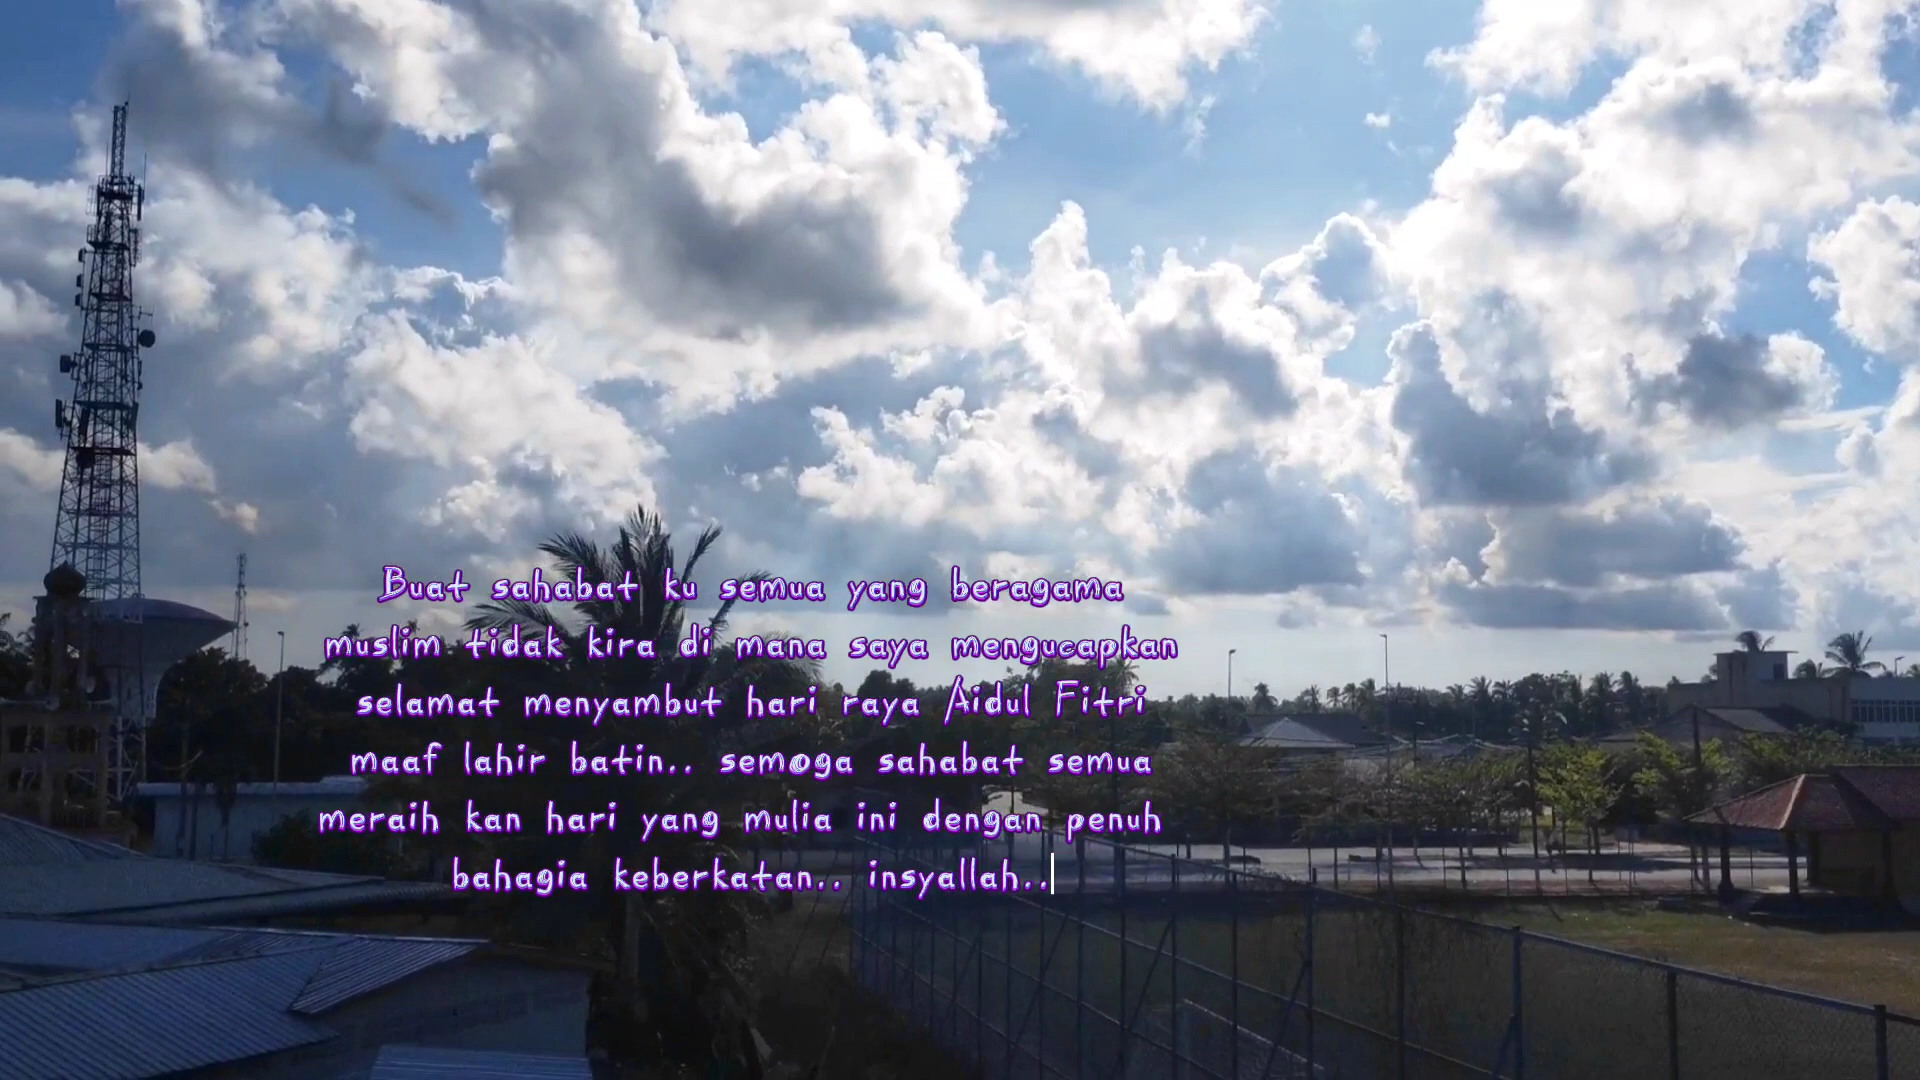 Buat sahabat ku semua yang beragama
muslim tidak kira di mana saya mengucapkan
selamat menyambut hari raya Aidul Fitri
maaf lahir batin.. semoga sahabat semua
meraih kan hari yang mulia ini dengan penuh
bahagia keberkatan.. insyallah..